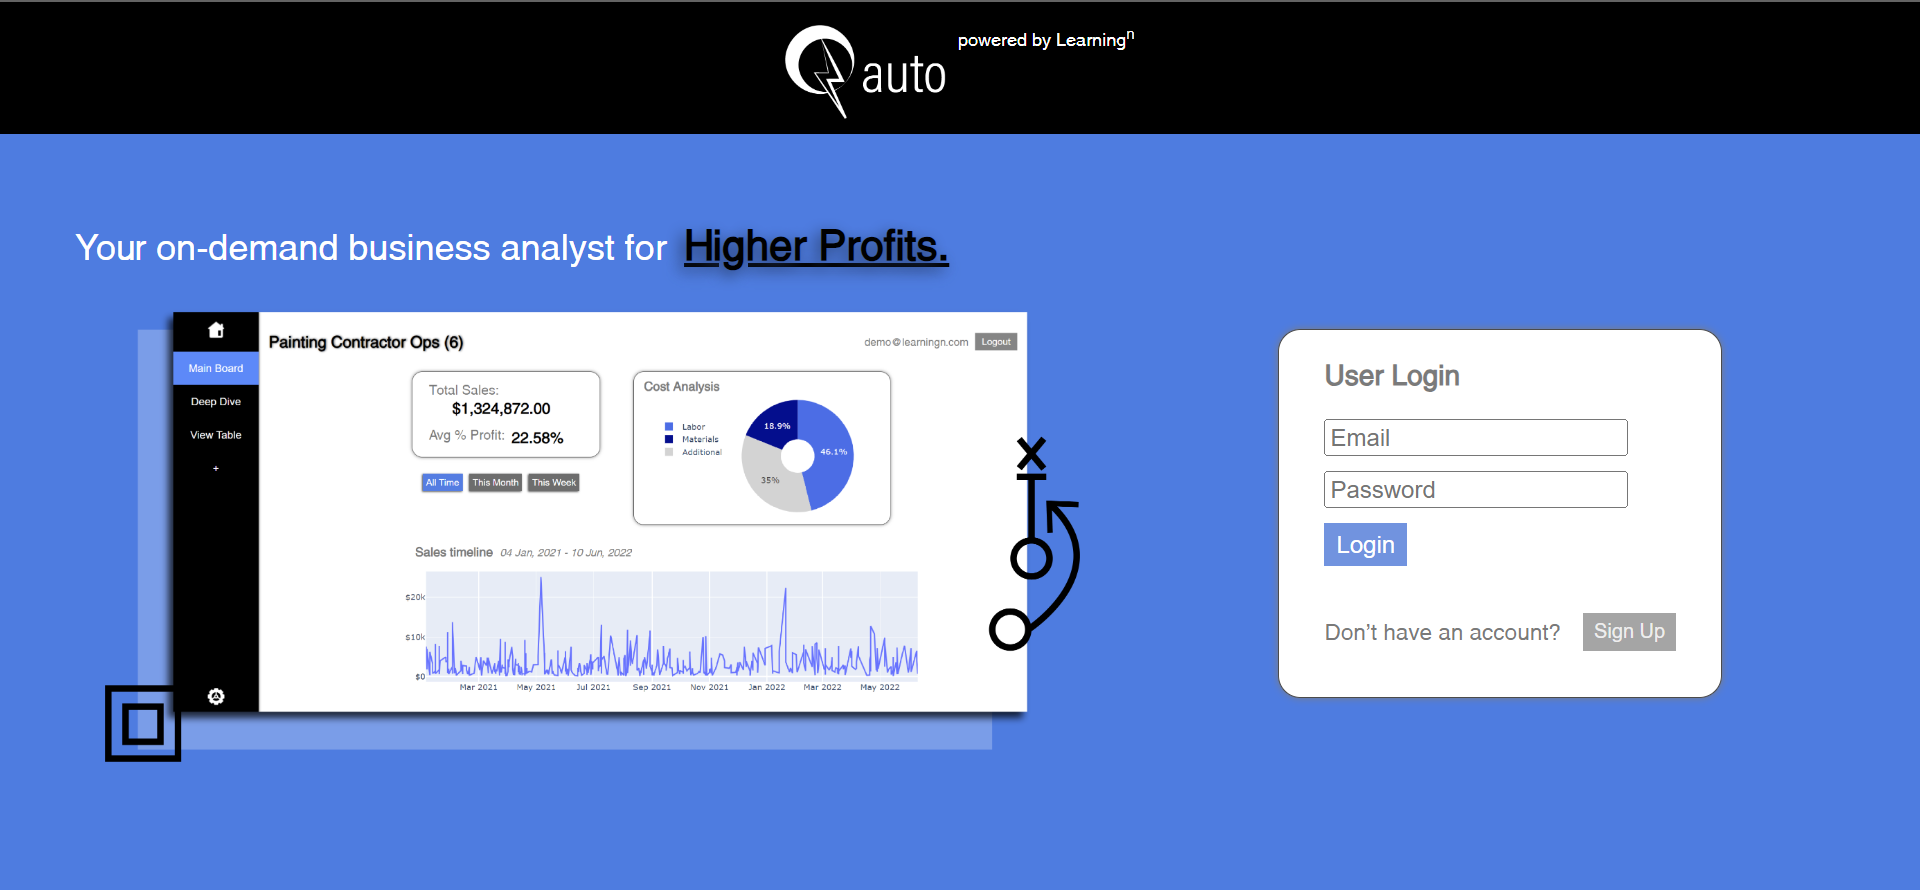 auto
powered by Learningⁿ
Your on-demand business analyst for Higher Profits.
Painting Contractor Ops (6)
demo@learningn.com
Logout
Main Board
Deep Dive
View Table
+
Total Sales:
$1,324,872.00
Avg % Profit: 22.58%
All Time
This Month
This Week
Cost Analysis
Labor
Materials
Additional
18.9%
46.1%
35%
Sales timeline 04 Jan, 2021 - 10 Jun, 2022
$20k
$10k
$0
Mar 2021 May 2021 Jul 2021 Sep 2021 Nov 2021 Jan 2022 Mar 2022 May 2022
User Login
Email
Password
Login
Don’t have an account?
Sign Up